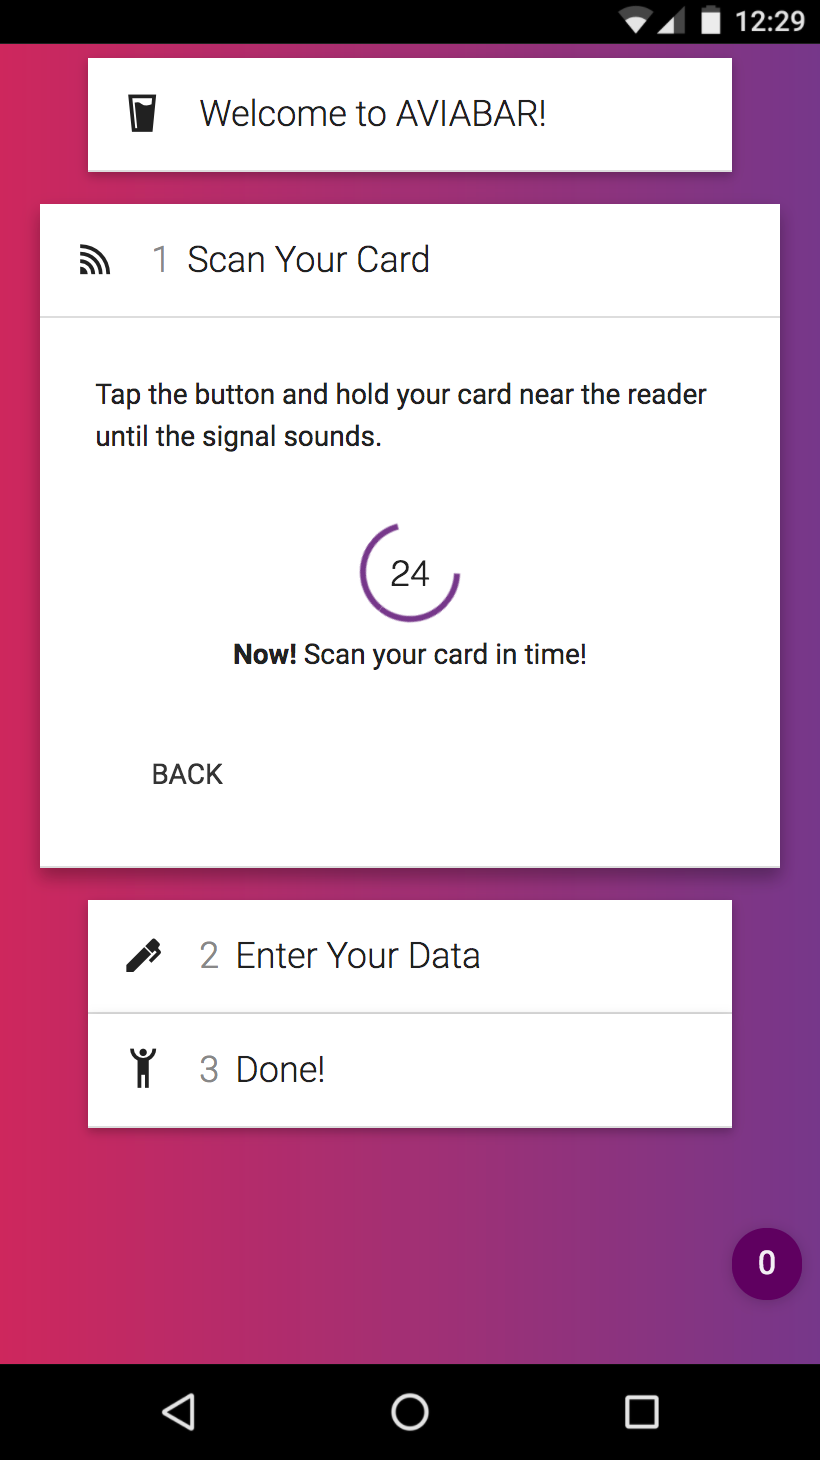 12:29
Welcome to AVIABAR!
1 Scan Your Card
Tap the button and hold your card near the reader
until the signal sounds.
24
Now! Scan your card in time!
BACK
2 Enter Your Data
3 Done!
0